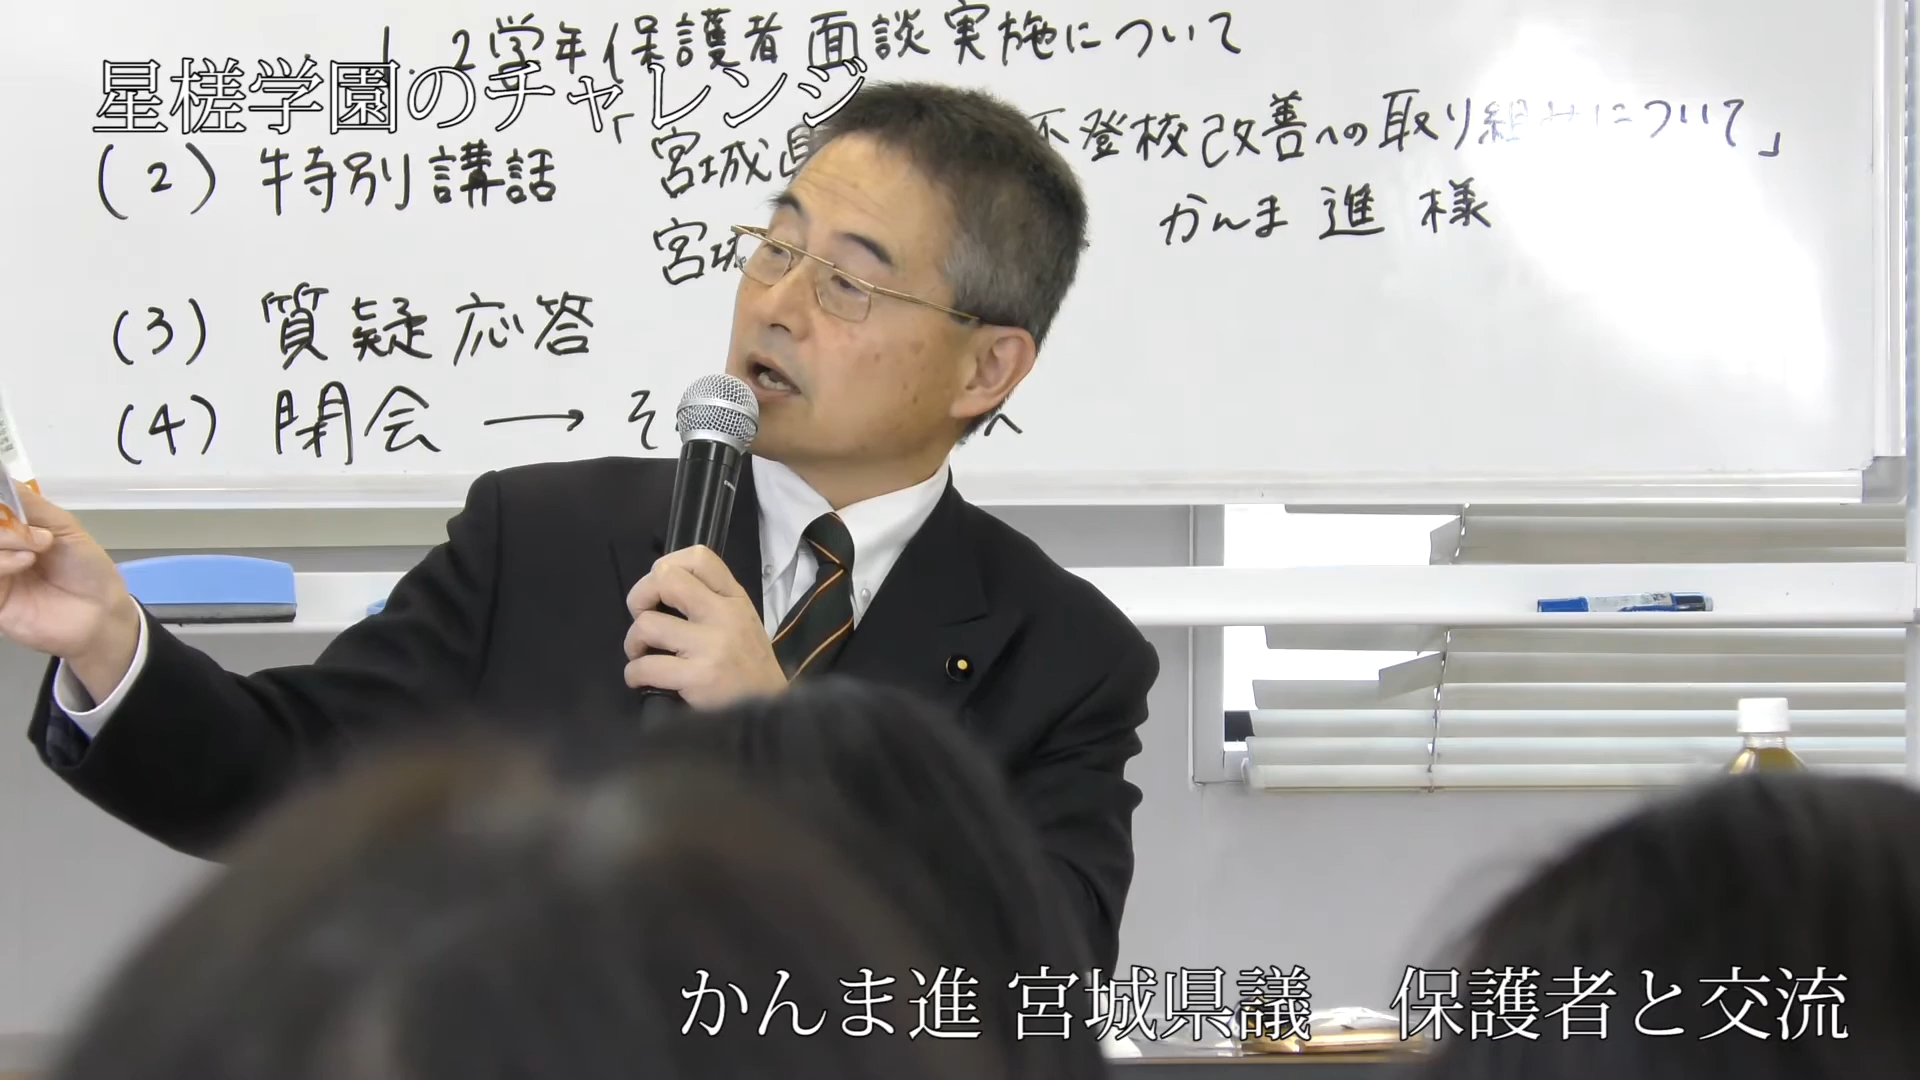 1.2学年保護者面談実施について
星槎学園のチャレンジ
「宮城県 不登校改善への取り組みについて」
(2) 特別講話
宮城 かんま 進 様
(3) 質疑応答
(4) 閉会 → そ へ
かんま進 宮城県議 保護者と交流